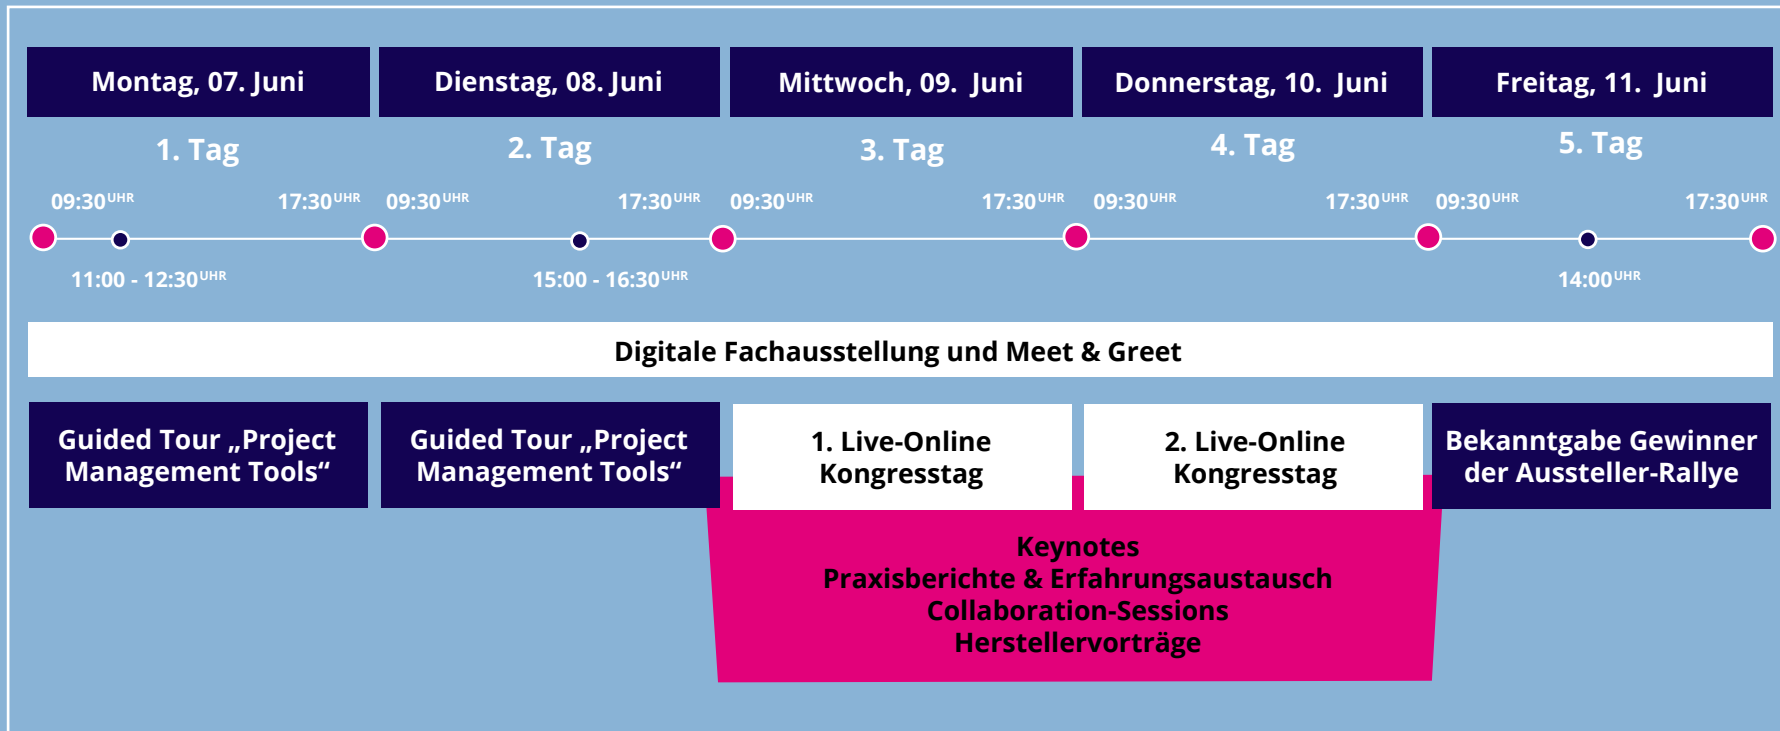 Montag, 07. Juni
Dienstag, 08. Juni
Mittwoch, 09. Juni
Donnerstag, 10. Juni
Freitag, 11. Juni
1. Tag
2. Tag
3. Tag
4. Tag
5. Tag
09:30 UHR
17:30 UHR
09:30 UHR
17:30 UHR
09:30 UHR
17:30 UHR
09:30 UHR
17:30 UHR
09:30 UHR
17:30 UHR
11:00 - 12:30 UHR
15:00 - 16:30 UHR
14:00 UHR
Digitale Fachausstellung und Meet & Greet
Guided Tour „Project
Management Tools“
Guided Tour „Project
Management Tools“
1. Live-Online
Kongresstag
2. Live-Online
Kongresstag
Bekanntgabe Gewinner
der Aussteller-Rallye
Keynotes
Praxisberichte & Erfahrungsaustausch
Collaboration-Sessions
Herstellervorträge